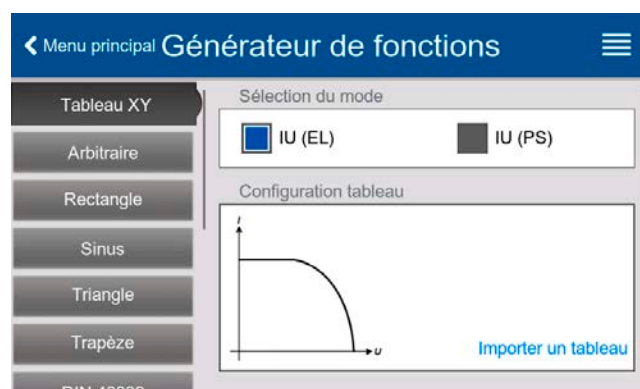 Menu principal Générateur de fonctions
Tableau XY
Arbitraire
Rectangle
Sinus
Triangle
Trapèze
Sélection du mode
IU (EL) IU (PS)
Configuration tableau
I
U
Importer un tableau